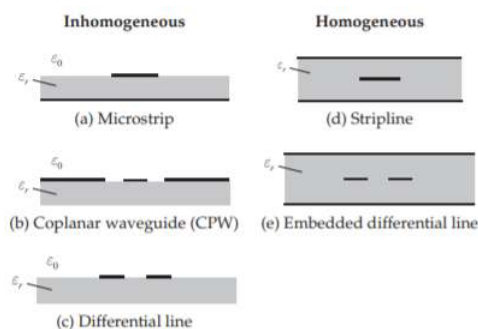 Inhomogeneous
ε0
εr
(a) Microstrip
ε0
εr
(b) Coplanar waveguide (CPW)
ε0
εr
(c) Differential line
Homogeneous
εr
(d) Stripline
εr
(e) Embedded differential line